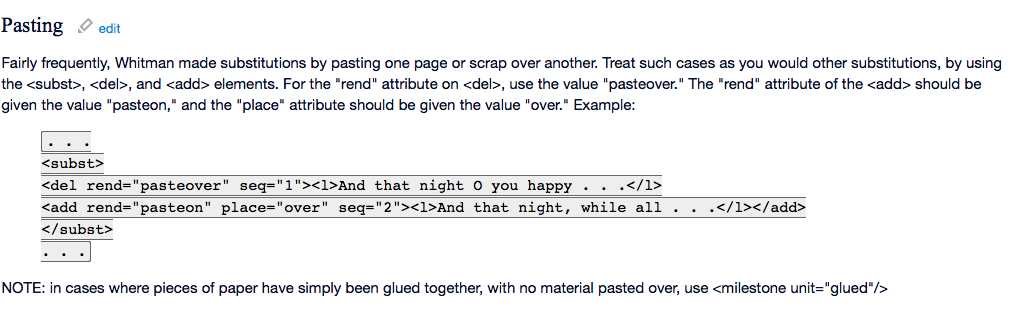 Pasting edit
Fairly frequently, Whitman made substitutions by pasting one page or scrap over another. Treat such cases as you would other substitutions, by using
the <subst>, <del>, and <add> elements. For the "rend" attribute on <del>, use the value "pasteover." The "rend" attribute of the <add> should be
given the value "pasteon," and the "place" attribute should be given the value "over." Example:
. . .
<subst>
<del rend="pasteover" seq="1"><l>And that night O you happy . . .</l>
<add rend="pasteon" place="over" seq="2"><l>And that night, while all . . .</l></add>
</subst>
. . .
NOTE: in cases where pieces of paper have simply been glued together, with no material pasted over, use <milestone unit="glued"/>